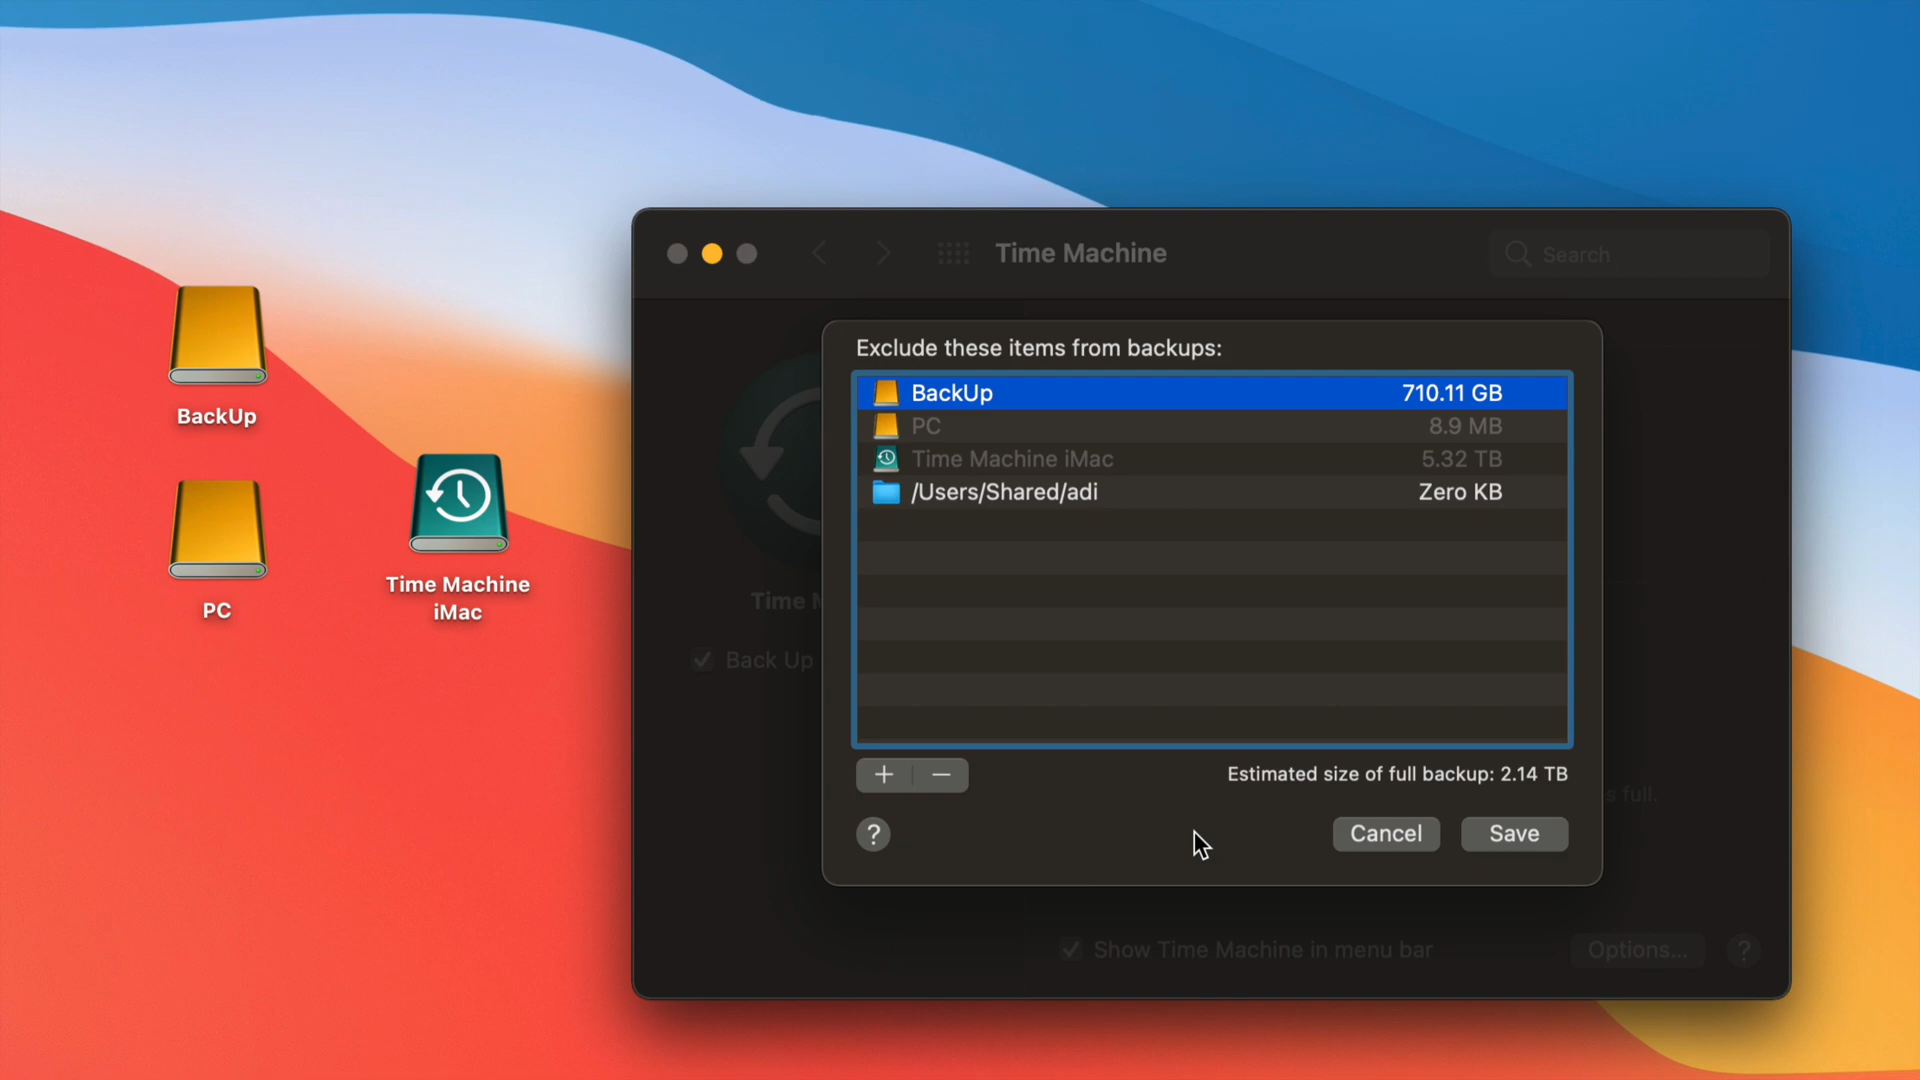 BackUp
PC
Time Machine
iMac
Time Machine
Search
Exclude these items from backups:
BackUp 710.11 GB
PC 8.9 MB
Time Machine iMac 5.32 TB
/Users/Shared/adi Zero KB
Time M
Back Up
+ −
Estimated size of full backup: 2.14 TB
s full.
?
Cancel
Save
Show Time Machine in menu bar
Options...
?